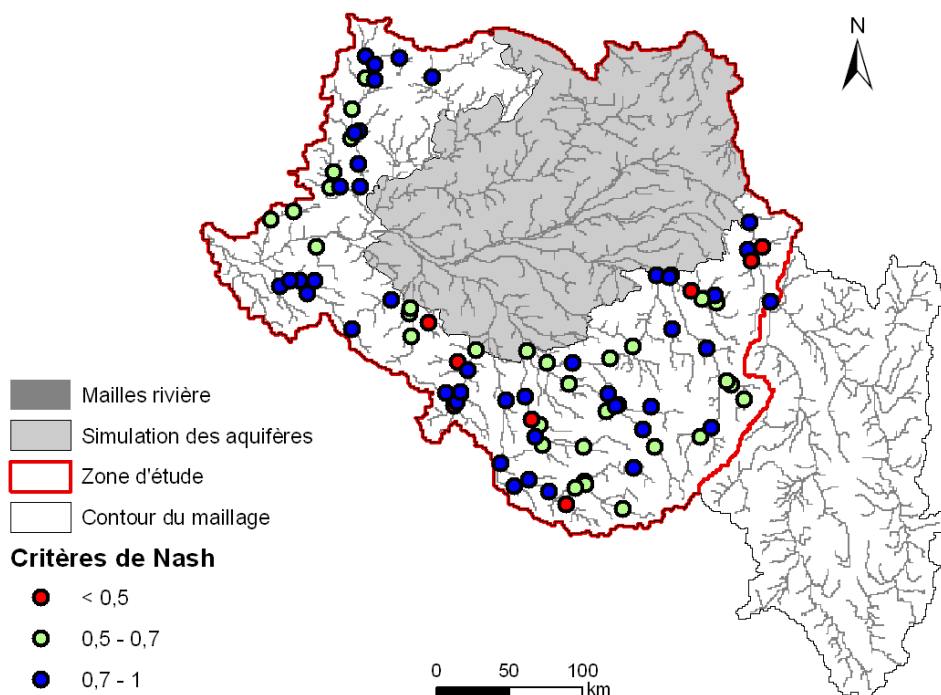 N
Mailles rivière
Simulation des aquifères
Zone d'étude
Contour du maillage
Critères de Nash
< 0,5
0,5 - 0,7
0,7 - 1
0 50 100
km